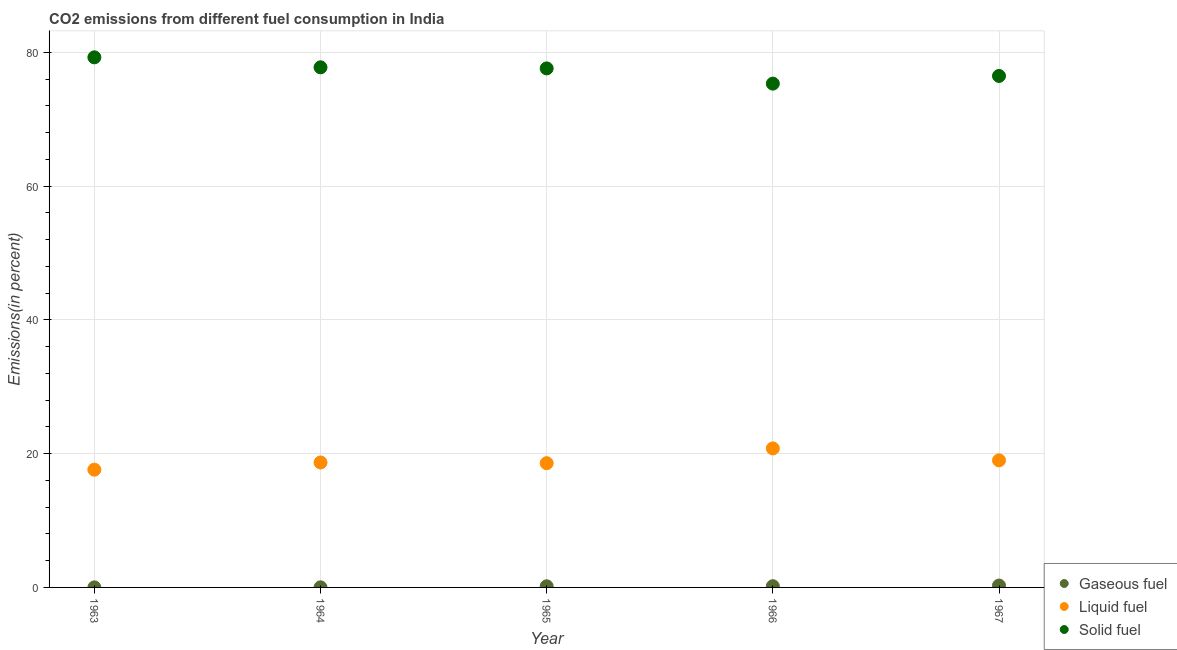 CO2 emissions from different fuel consumption in India
Emissions(in percent)
80
60
40
20
0
1963
1964
1965
1966
1967
Year
Gaseous fuel
Liquid fuel
Solid fuel